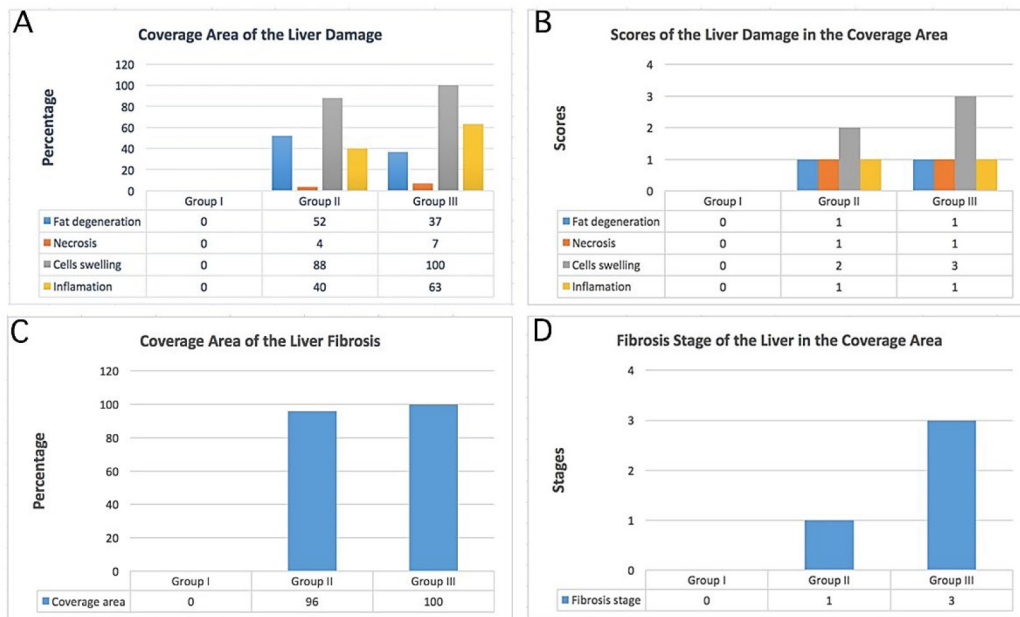 A
Coverage Area of the Liver Damage
Percentage
120
100
80
60
40
20
0
Group I Group II Group III
Fat degeneration 0 52 37
Necrosis 0 4 7
Cells swelling 0 88 100
Inflamation 0 40 63
B
Scores of the Liver Damage in the Coverage Area
Scores
4
3
2
1
0
Group I Group II Group III
Fat degeneration 0 1 1
Necrosis 0 1 1
Cells swelling 0 2 3
Inflamation 0 1 1
C
Coverage Area of the Liver Fibrosis
Percentage
120
100
80
60
40
20
0
Group I Group II Group III
Coverage area 0 96 100
D
Fibrosis Stage of the Liver in the Coverage Area
Stages
4
3
2
1
0
Group I Group II Group III
Fibrosis stage 0 1 3